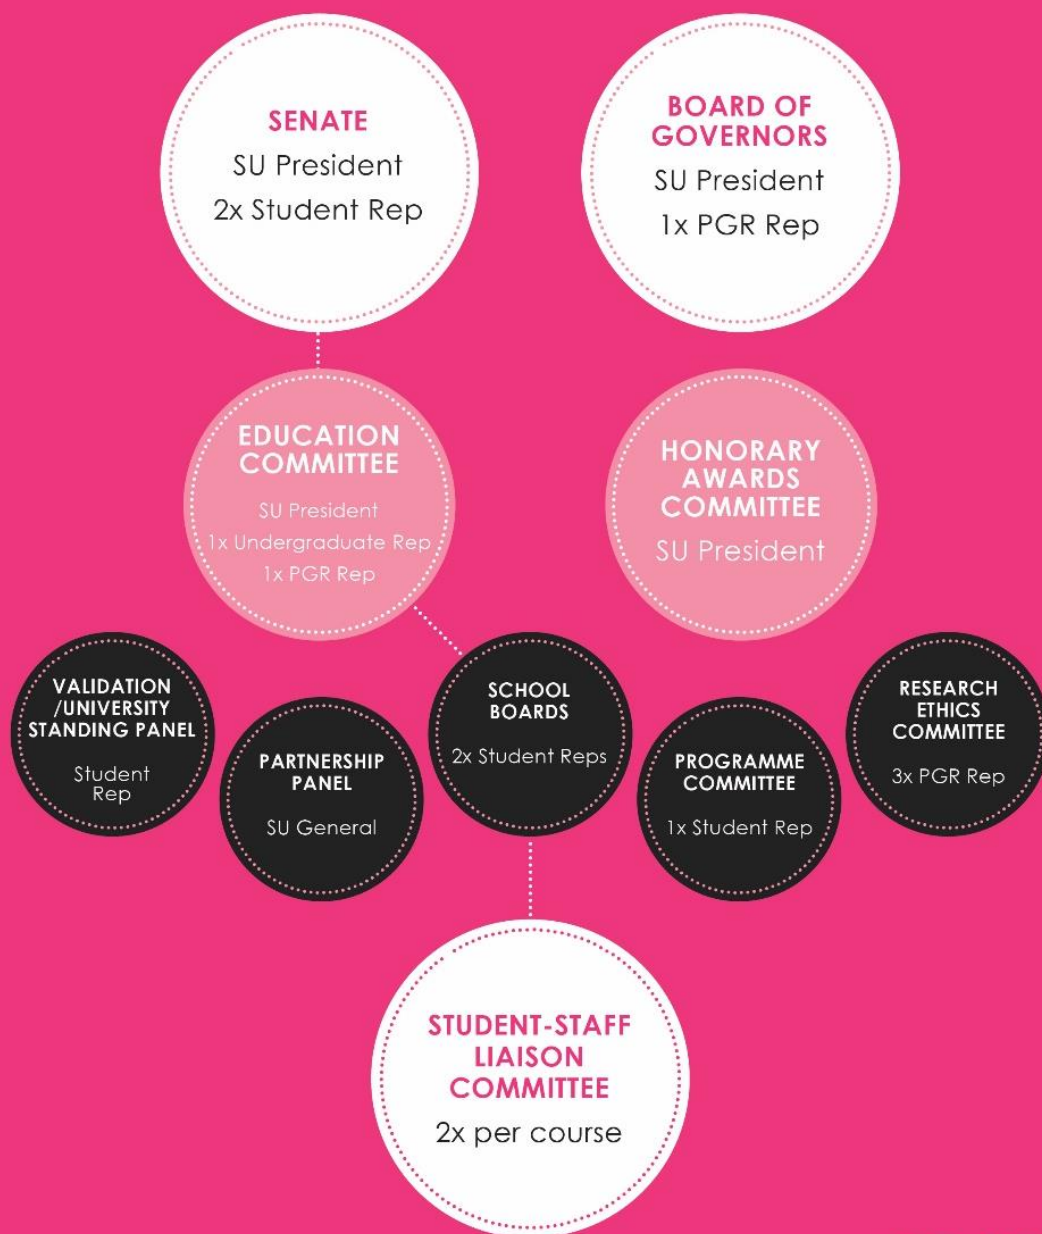 SENATE
SU President
2x Student Rep
BOARD OF
GOVERNORS
SU President
1x PGR Rep
EDUCATION
COMMITTEE
SU President
1x Undergraduate Rep
1x PGR Rep
HONORARY
AWARDS
COMMITTEE
SU President
VALIDATION
/UNIVERSITY
STANDING PANEL
Student
Rep
PARTNERSHIP
PANEL
SU General
SCHOOL
BOARDS
2x Student Reps
PROGRAMME
COMMITTEE
1x Student Rep
RESEARCH
ETHICS
COMMITTEE
3x PGR Rep
STUDENT-STAFF
LIAISON
COMMITTEE
2x per course